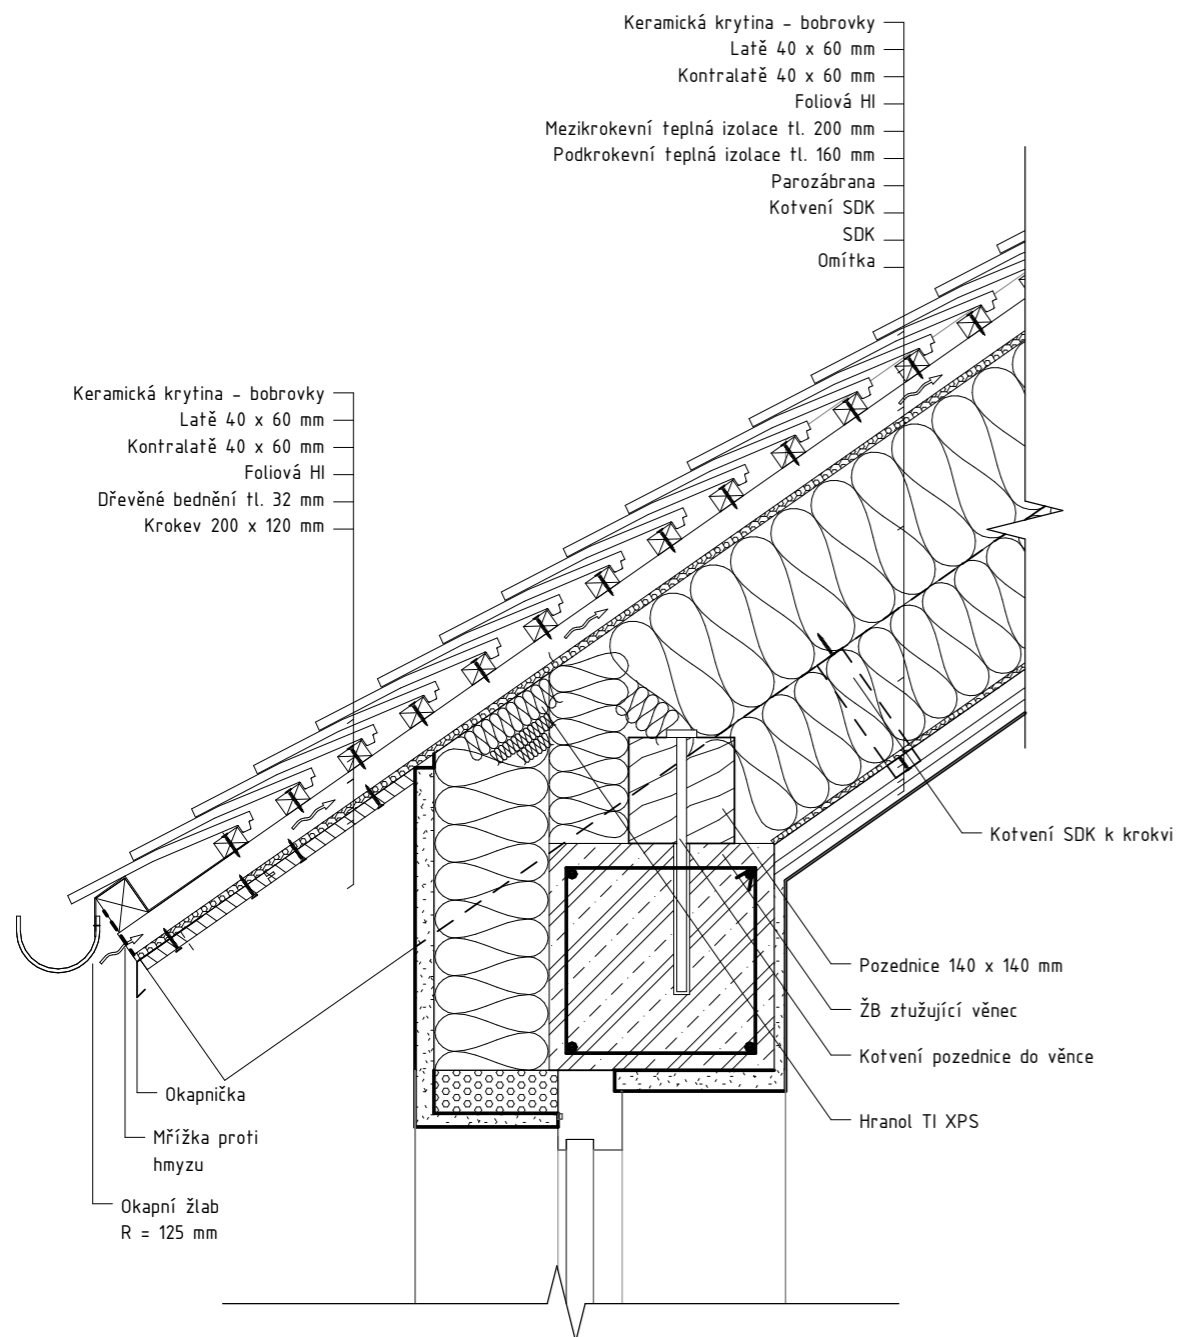 Keramická krytina - bobrovky
Latě 40 x 60 mm
Kontralatě 40 x 60 mm
Foliová HI
Mezikrokevní teplná izolace tl. 200 mm
Podkrokevní teplná izolace tl. 160 mm
Parozábrana
Kotvení SDK
SDK
Omítka
Keramická krytina - bobrovky
Latě 40 x 60 mm
Kontralatě 40 x 60 mm
Foliová HI
Dřevěné bednění tl. 32 mm
Krokev 200 x 120 mm
Kotvení SDK k krokvi
Pozednice 140 x 140 mm
ŽB ztužující věnec
Kotvení pozednice do věnce
Hranol TI XPS
Okapnička
Mřížka proti
hmyzu
Okapní žlab
R = 125 mm